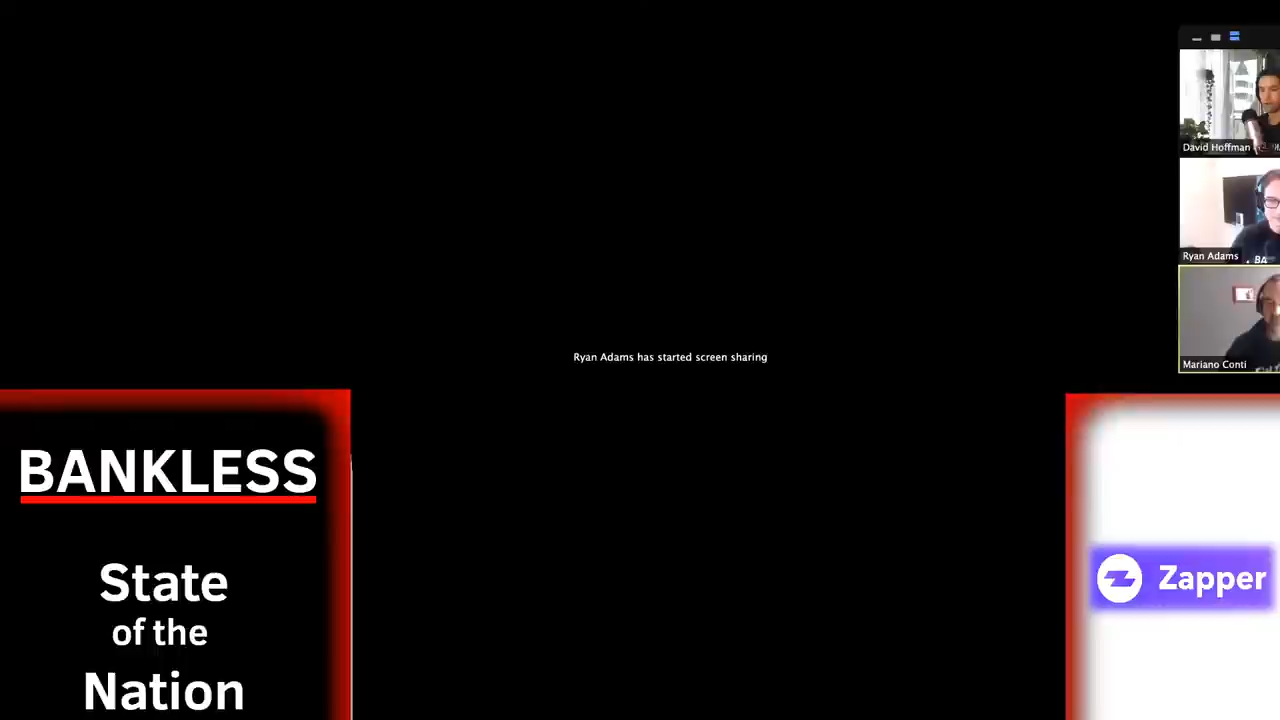 David Hoffman
Ryan Adams
Mariano Conti
Ryan Adams has started screen sharing
BANKLESS
State
of the
Nation
Zapper